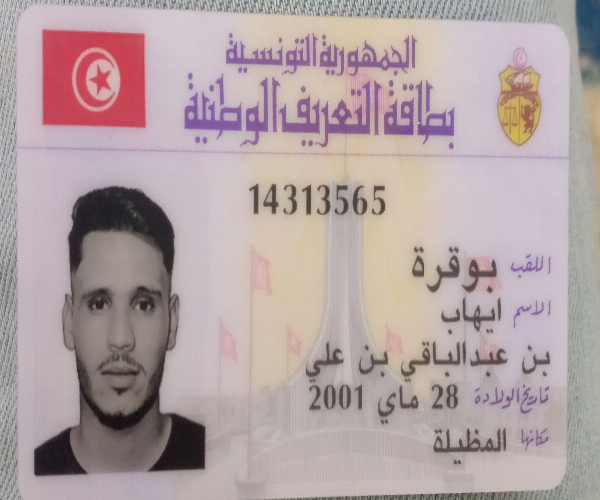 الجمهورية التونسية
بطاقة التعريف الوطنية
14313565
اللقب بوقرة
الاسم ايهاب
بن عبدالباقي بن علي
تاريخ الولادة 28 ماي 2001
مكانها المظيلة